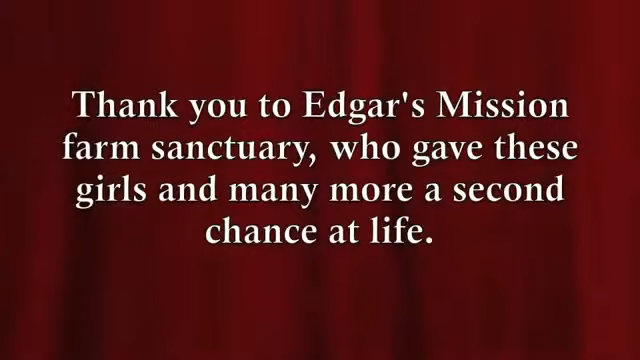 Thank you to Edgar's Mission
farm sanctuary, who gave these
girls and many more a second
chance at life.